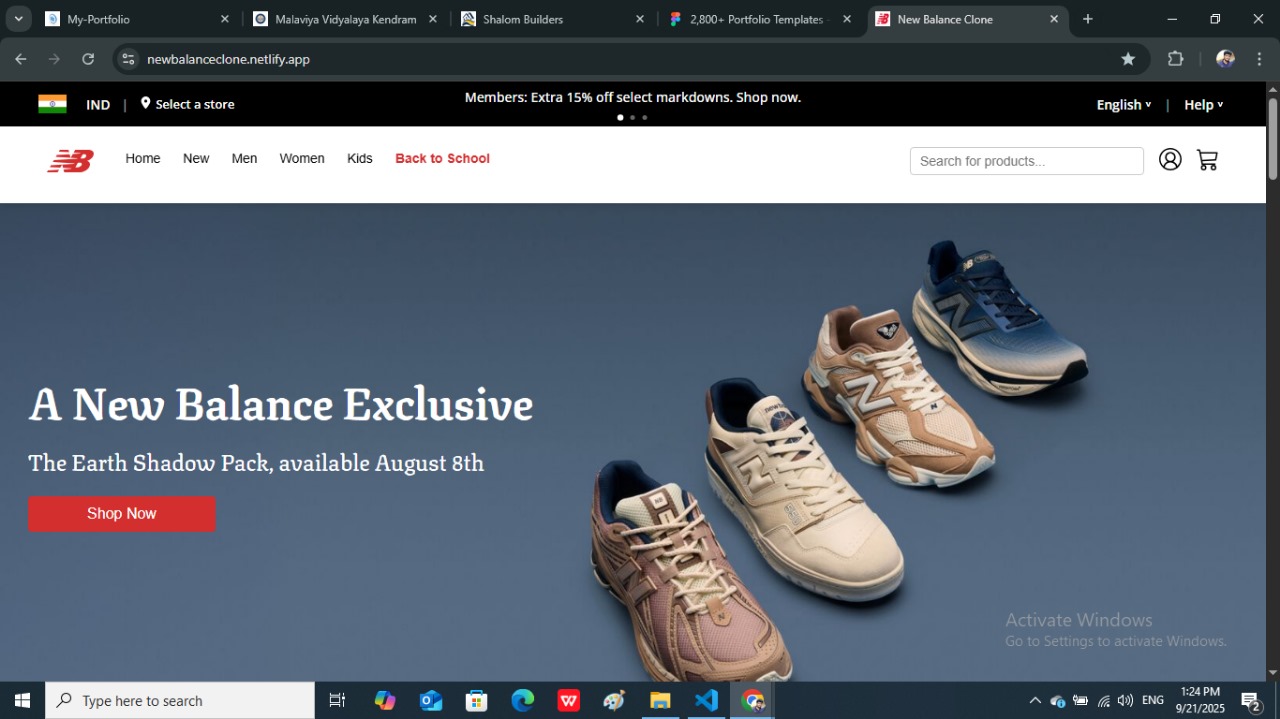 My-Portfolio
Malaviya Vidyalaya Kendram
Shalom Builders
2,800+ Portfolio Templates
New Balance Clone
newbalanceclone.netlify.app
IND | Select a store
Members: Extra 15% off select markdowns. Shop now.
English | Help
Home New Men Women Kids Back to School
Search for products...
A New Balance Exclusive
The Earth Shadow Pack, available August 8th
Shop Now
Activate Windows
Go to Settings to activate Windows.
Type here to search
ENG
1:24 PM
9/21/2025
2